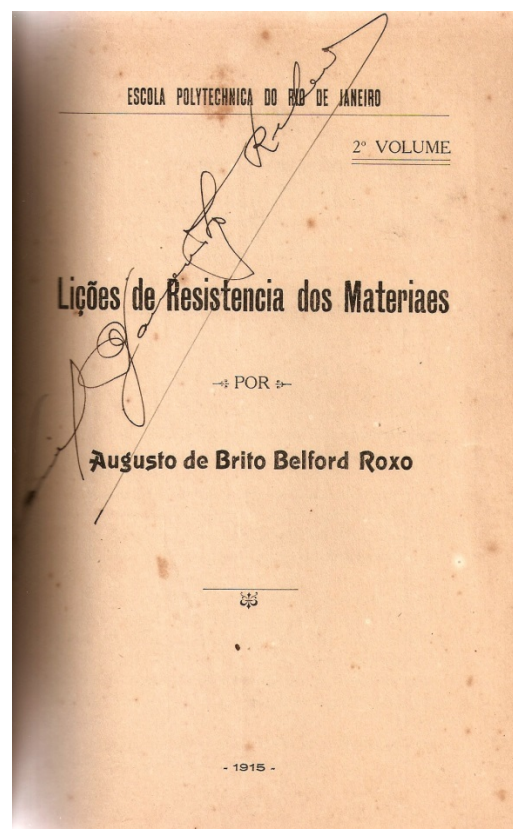 ESCOLA POLYTECHNICA DO RIO DE JANEIRO
2º VOLUME
Lições de Resistencia dos Materiaes
POR
Augusto de Brito Belford Roxo
- 1915 -